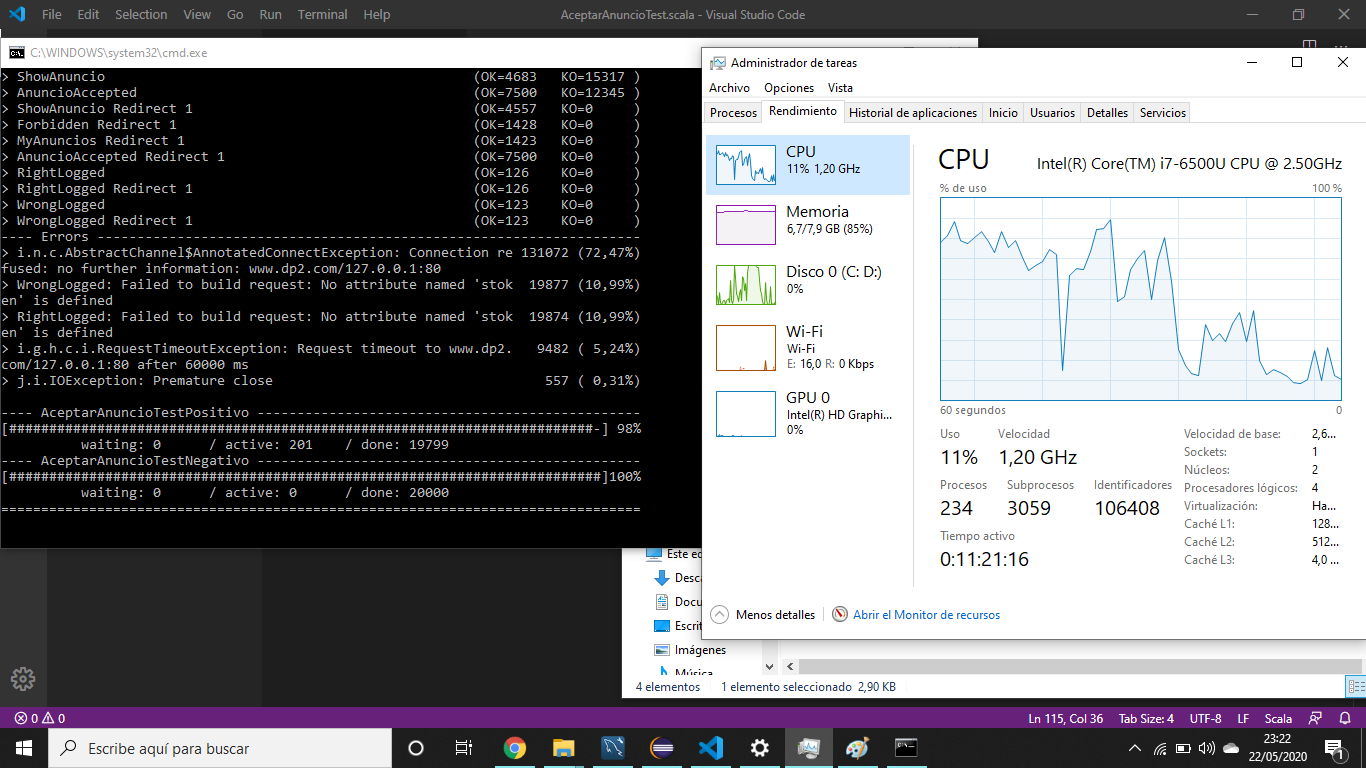 File Edit Selection View Go Run Terminal Help AceptarAnuncioTest.scala - Visual Studio Code
C:\WINDOWS\system32\cmd.exe
> ShowAnuncio (OK=4683 KO=15317 )
> AnuncioAccepted (OK=7500 KO=12345 )
> ShowAnuncio Redirect 1 (OK=4557 KO=0 )
> Forbidden Redirect 1 (OK=1428 KO=0 )
> MyAnuncios Redirect 1 (OK=1423 KO=0 )
> AnuncioAccepted Redirect 1 (OK=7500 KO=0 )
> RightLogged (OK=126 KO=0 )
> RightLogged Redirect 1 (OK=126 KO=0 )
> WrongLogged (OK=123 KO=0 )
> WrongLogged Redirect 1 (OK=123 KO=0 )
---- Errors --------------------------------------------------------------------
> i.n.c.AbstractChannel$AnnotatedConnectException: Connection re 131072 (72,47%)
fused: no further information: www.dp2.com/127.0.0.1:80
> WrongLogged: Failed to build request: No attribute named 'stok 19877 (10,99%)
en' is defined
> RightLogged: Failed to build request: No attribute named 'stok 19874 (10,99%)
en' is defined
> i.g.h.c.i.RequestTimeoutException: Request timeout to www.dp2. 9482 ( 5,24%)
com/127.0.0.1:80 after 60000 ms
> j.i.IOException: Premature close 557 ( 0,31%)
---- AceptarAnuncioTestPositivo ------------------------------------------------
[##########################################################################-] 98%
waiting: 0 / active: 201 / done: 19799
---- AceptarAnuncioTestNegativo ------------------------------------------------
[##########################################################################]100%
waiting: 0 / active: 0 / done: 20000
================================================================================
Administrador de tareas
Archivo Opciones Vista
Procesos Rendimiento Historial de aplicaciones Inicio Usuarios Detalles Servicios
CPU
11% 1,20 GHz
Memoria
6,7/7,9 GB (85%)
Disco 0 (C: D:)
0%
Wi-Fi
Wi-Fi
E: 16,0 R: 0 Kbps
GPU 0
Intel(R) HD Graphi...
0%
CPU Intel(R) Core(TM) i7-6500U CPU @ 2.50GHz
% de uso 100 %
60 segundos 0
Uso Velocidad
11% 1,20 GHz
Procesos Subprocesos Identificadores
234 3059 106408
Tiempo activo
0:11:21:16
Velocidad de base: 2,6...
Sockets: 1
Núcleos: 2
Procesadores lógicos: 4
Virtualización: Ha...
Caché L1: 128...
Caché L2: 512...
Caché L3: 4,0 ...
Menos detalles Abrir el Monitor de recursos
Este eq
Desca
Docu
Escrit
Imágenes
Música
4 elementos 1 elemento seleccionado 2,90 KB
0 0 Ln 115, Col 36 Tab Size: 4 UTF-8 LF Scala
Escribe aquí para buscar
23:22
22/05/2020
1